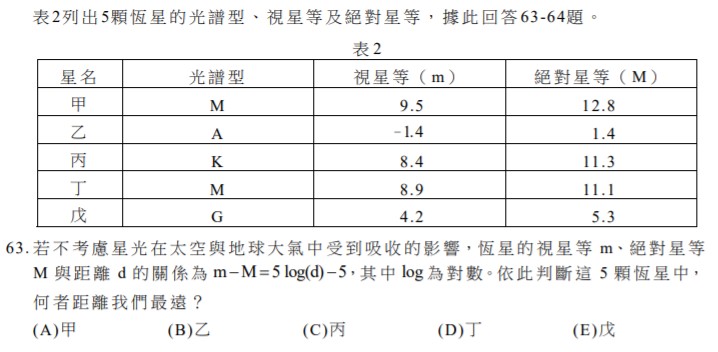 表2列出5顆恆星的光譜型、視星等及絕對星等，據此回答63-64題。
表2
星名 光譜型 視星等（m） 絕對星等（M）
甲 M 9.5 12.8
乙 A -1.4 1.4
丙 K 8.4 11.3
丁 M 8.9 11.1
戊 G 4.2 5.3
63.若不考慮星光在太空與地球大氣中受到吸收的影響，恆星的視星等 m、絕對星等
M 與距離 d 的關係為 m－M=5 log(d)－5，其中 log 為對數。依此判斷這 5 顆恆星中，
何者距離我們最遠？
(A)甲 (B)乙 (C)丙 (D)丁 (E)戊